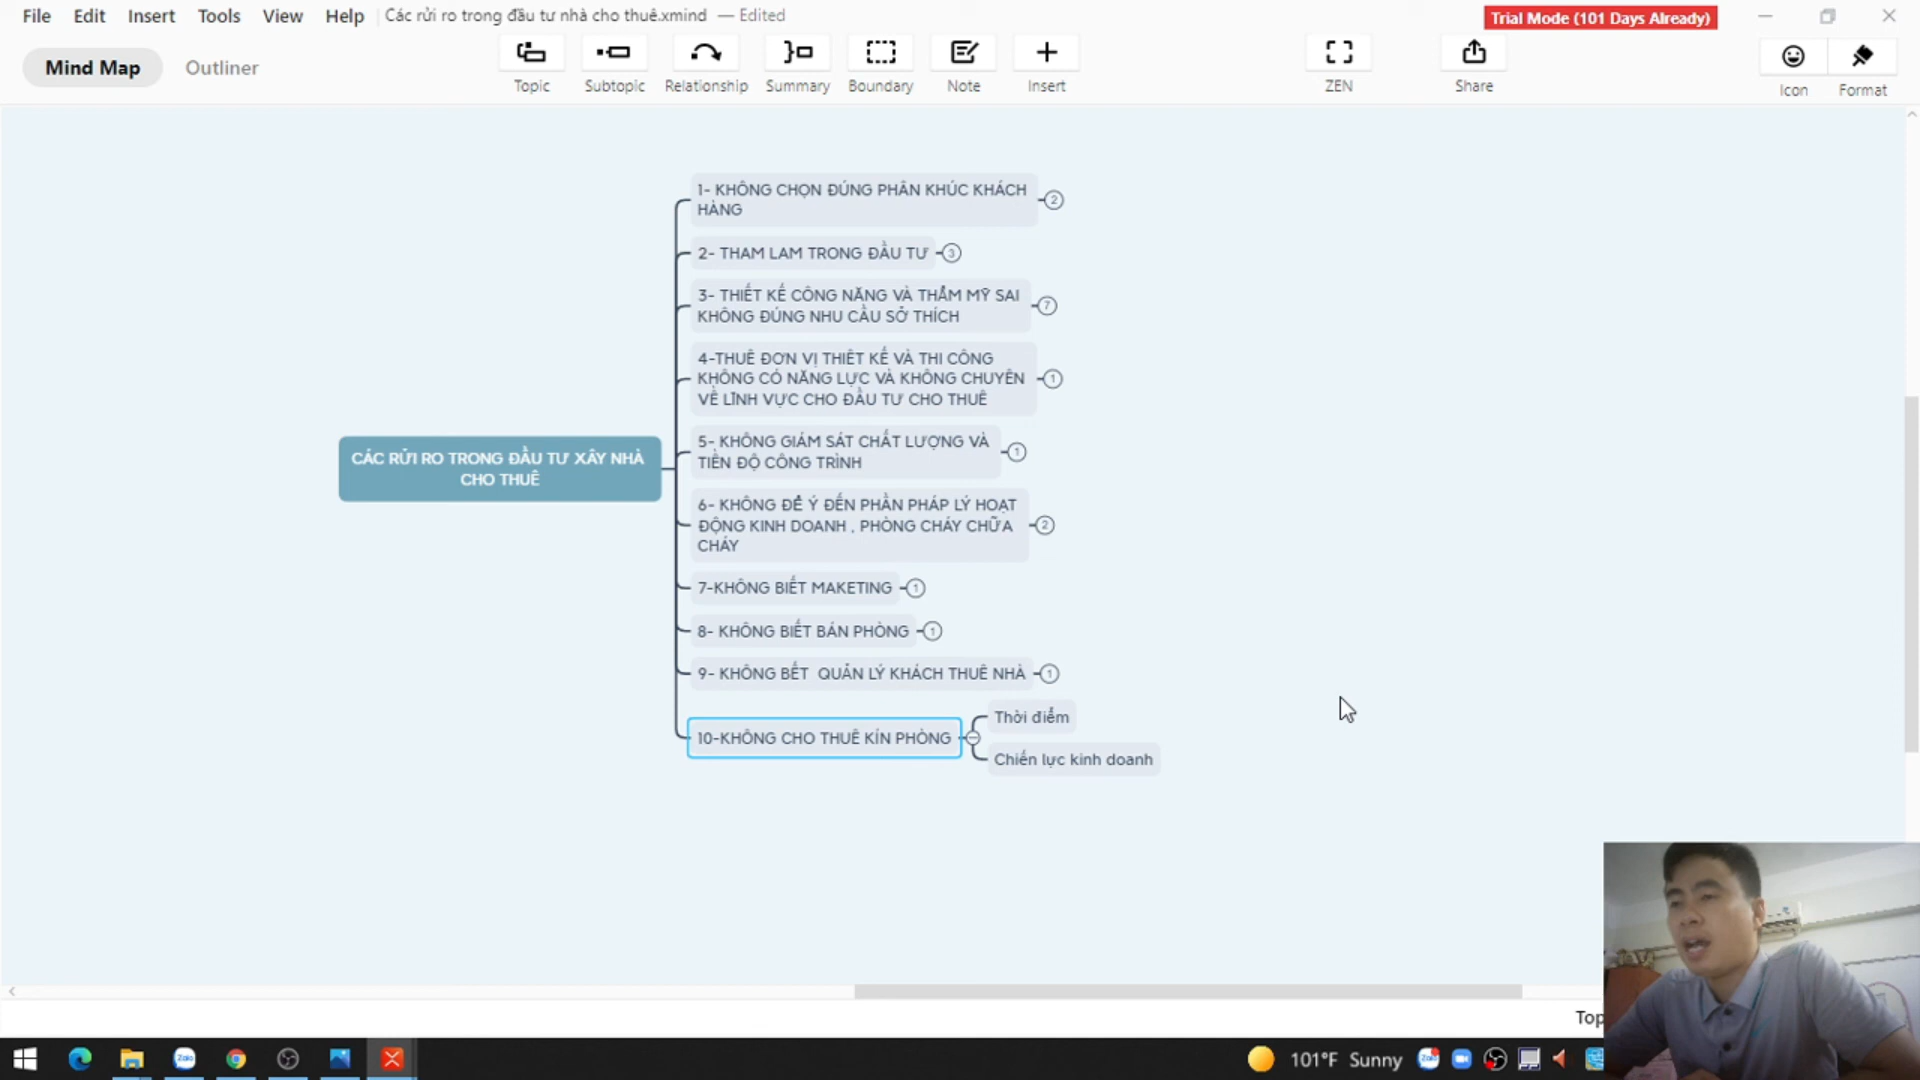 File Edit Insert Tools View Help Các rủi ro trong đầu tư nhà cho thuê.xmind — Edited Trial Mode (101 Days Already)
Mind Map Outliner
Topic Subtopic Relationship Summary Boundary Note Insert ZEN Share Icon Format
1- KHÔNG CHỌN ĐÚNG PHÂN KHÚC KHÁCH
HÀNG
2
2- THAM LAM TRONG ĐẦU TƯ 3
3- THIẾT KẾ CÔNG NĂNG VÀ THẨM MỸ SAI
KHÔNG ĐÚNG NHU CẦU SỞ THÍCH
7
4-THUÊ ĐƠN VỊ THIÊT KẾ VÀ THI CÔNG
KHÔNG CÓ NĂNG LỰC VÀ KHÔNG CHUYÊN
VỀ LĨNH VỰC CHO ĐẦU TƯ CHO THUÊ
1
CÁC RỦI RO TRONG ĐẦU TƯ XÂY NHÀ
CHO THUÊ
5- KHÔNG GIÁM SÁT CHẤT LƯỢNG VÀ
TIẾN ĐỘ CÔNG TRÌNH
1
6- KHÔNG ĐỂ Ý ĐẾN PHẦN PHÁP LÝ HOẠT
ĐỘNG KINH DOANH , PHÒNG CHÁY CHỮA
CHÁY
2
7-KHÔNG BIẾT MAKETING 1
8- KHÔNG BIẾT BÁN PHÒNG 1
9- KHÔNG BẾT  QUẢN LÝ KHÁCH THUÊ NHÀ 1
10-KHÔNG CHO THUÊ KÍN PHÒNG
Thời điểm
Chiến lực kinh doanh
Top
Zalo
101°F Sunny